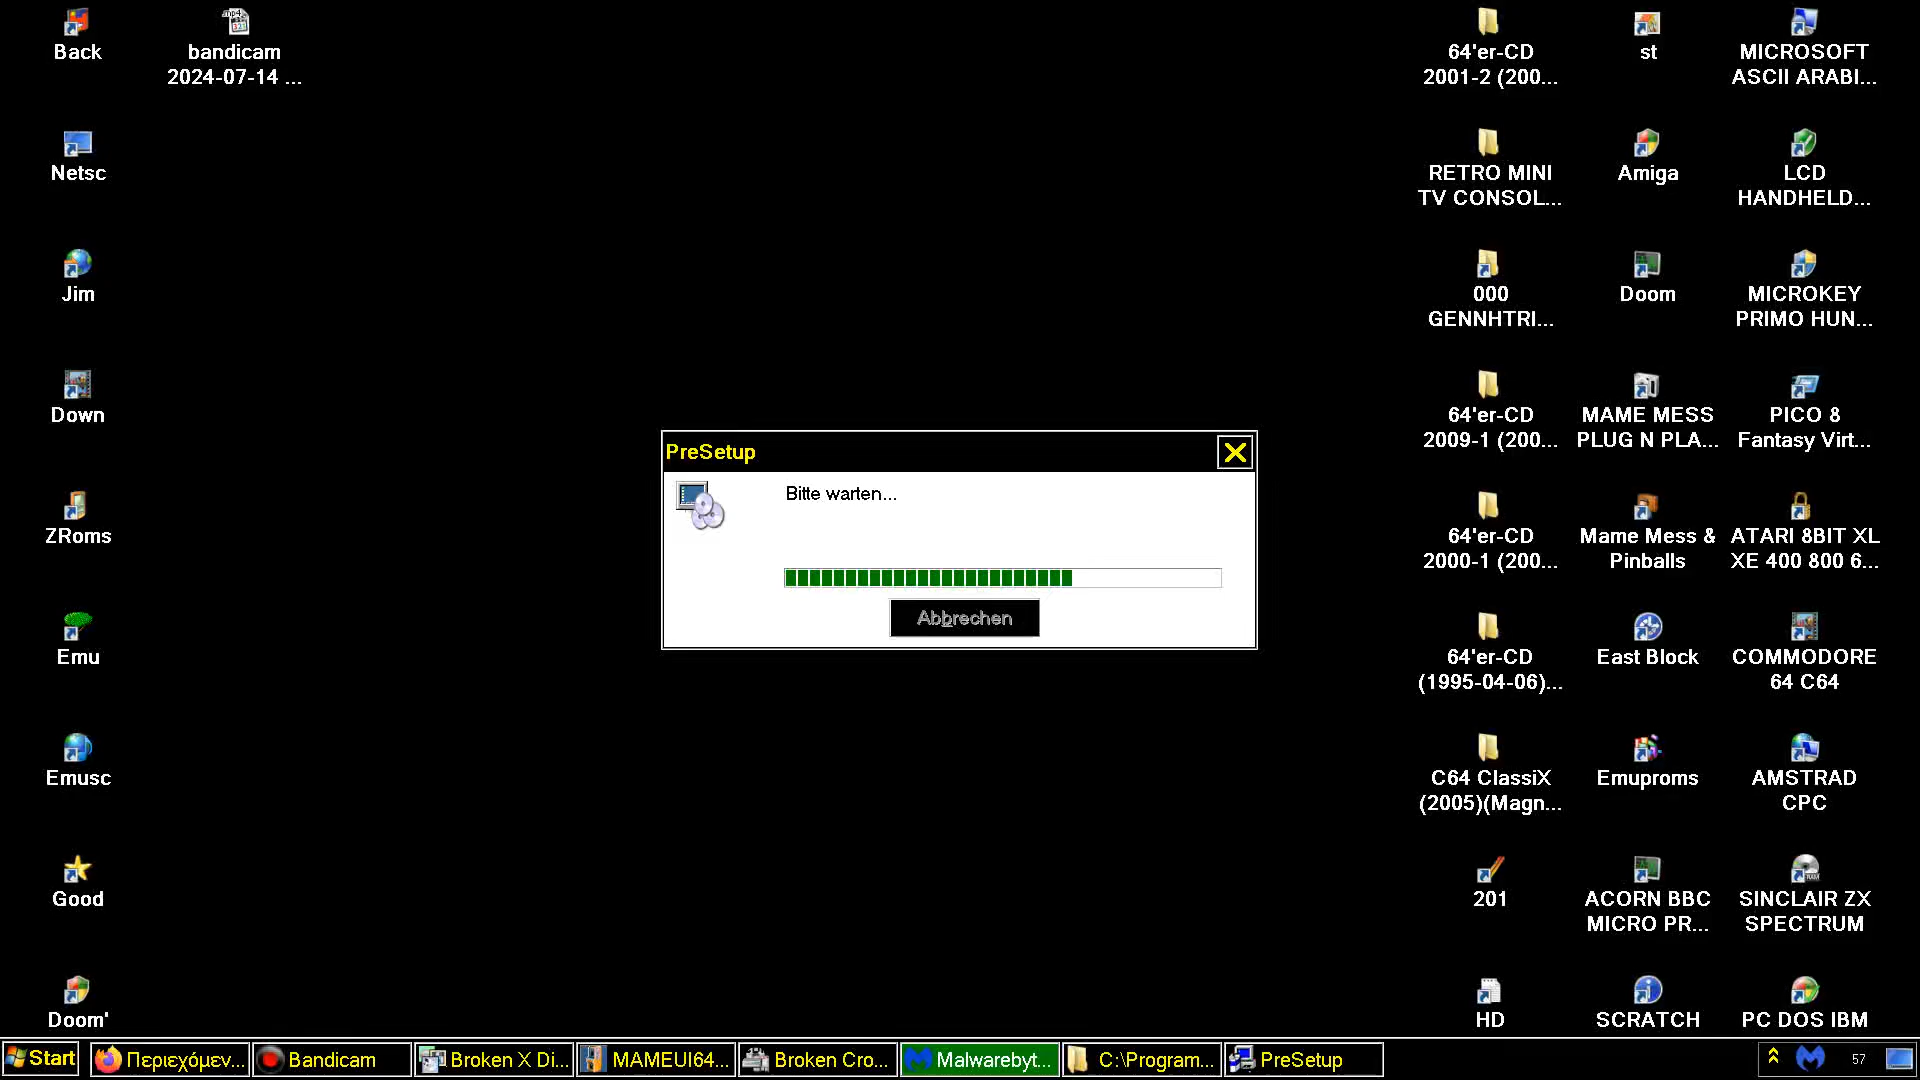 Back
bandicam
2024-07-14 ...
Netsc
Jim
Down
ZRoms
Emu
Emusc
Good
Doom'
64'er-CD
2001-2 (200...
st
MICROSOFT
ASCII ARABI...
RETRO MINI
TV CONSOL...
Amiga
LCD
HANDHELD...
000
GENNHTRI...
Doom
MICROKEY
PRIMO HUN...
64'er-CD
2009-1 (200...
MAME MESS
PLUG N PLA...
PICO 8
Fantasy Virt...
64'er-CD
2000-1 (200...
Mame Mess &
Pinballs
ATARI 8BIT XL
XE 400 800 6...
64'er-CD
(1995-04-06)...
East Block
COMMODORE
64 C64
C64 ClassiX
(2005)(Magn...
Emuproms
AMSTRAD
CPC
201
ACORN BBC
MICRO PR...
SINCLAIR ZX
SPECTRUM
HD
SCRATCH
PC DOS IBM
PreSetup
Bitte warten...
Abbrechen
Start
Περιεχόμεν...
Bandicam
Broken X Di...
MAMEUI64...
Broken Cro...
Malwarebyt...
C:\Program...
PreSetup
57